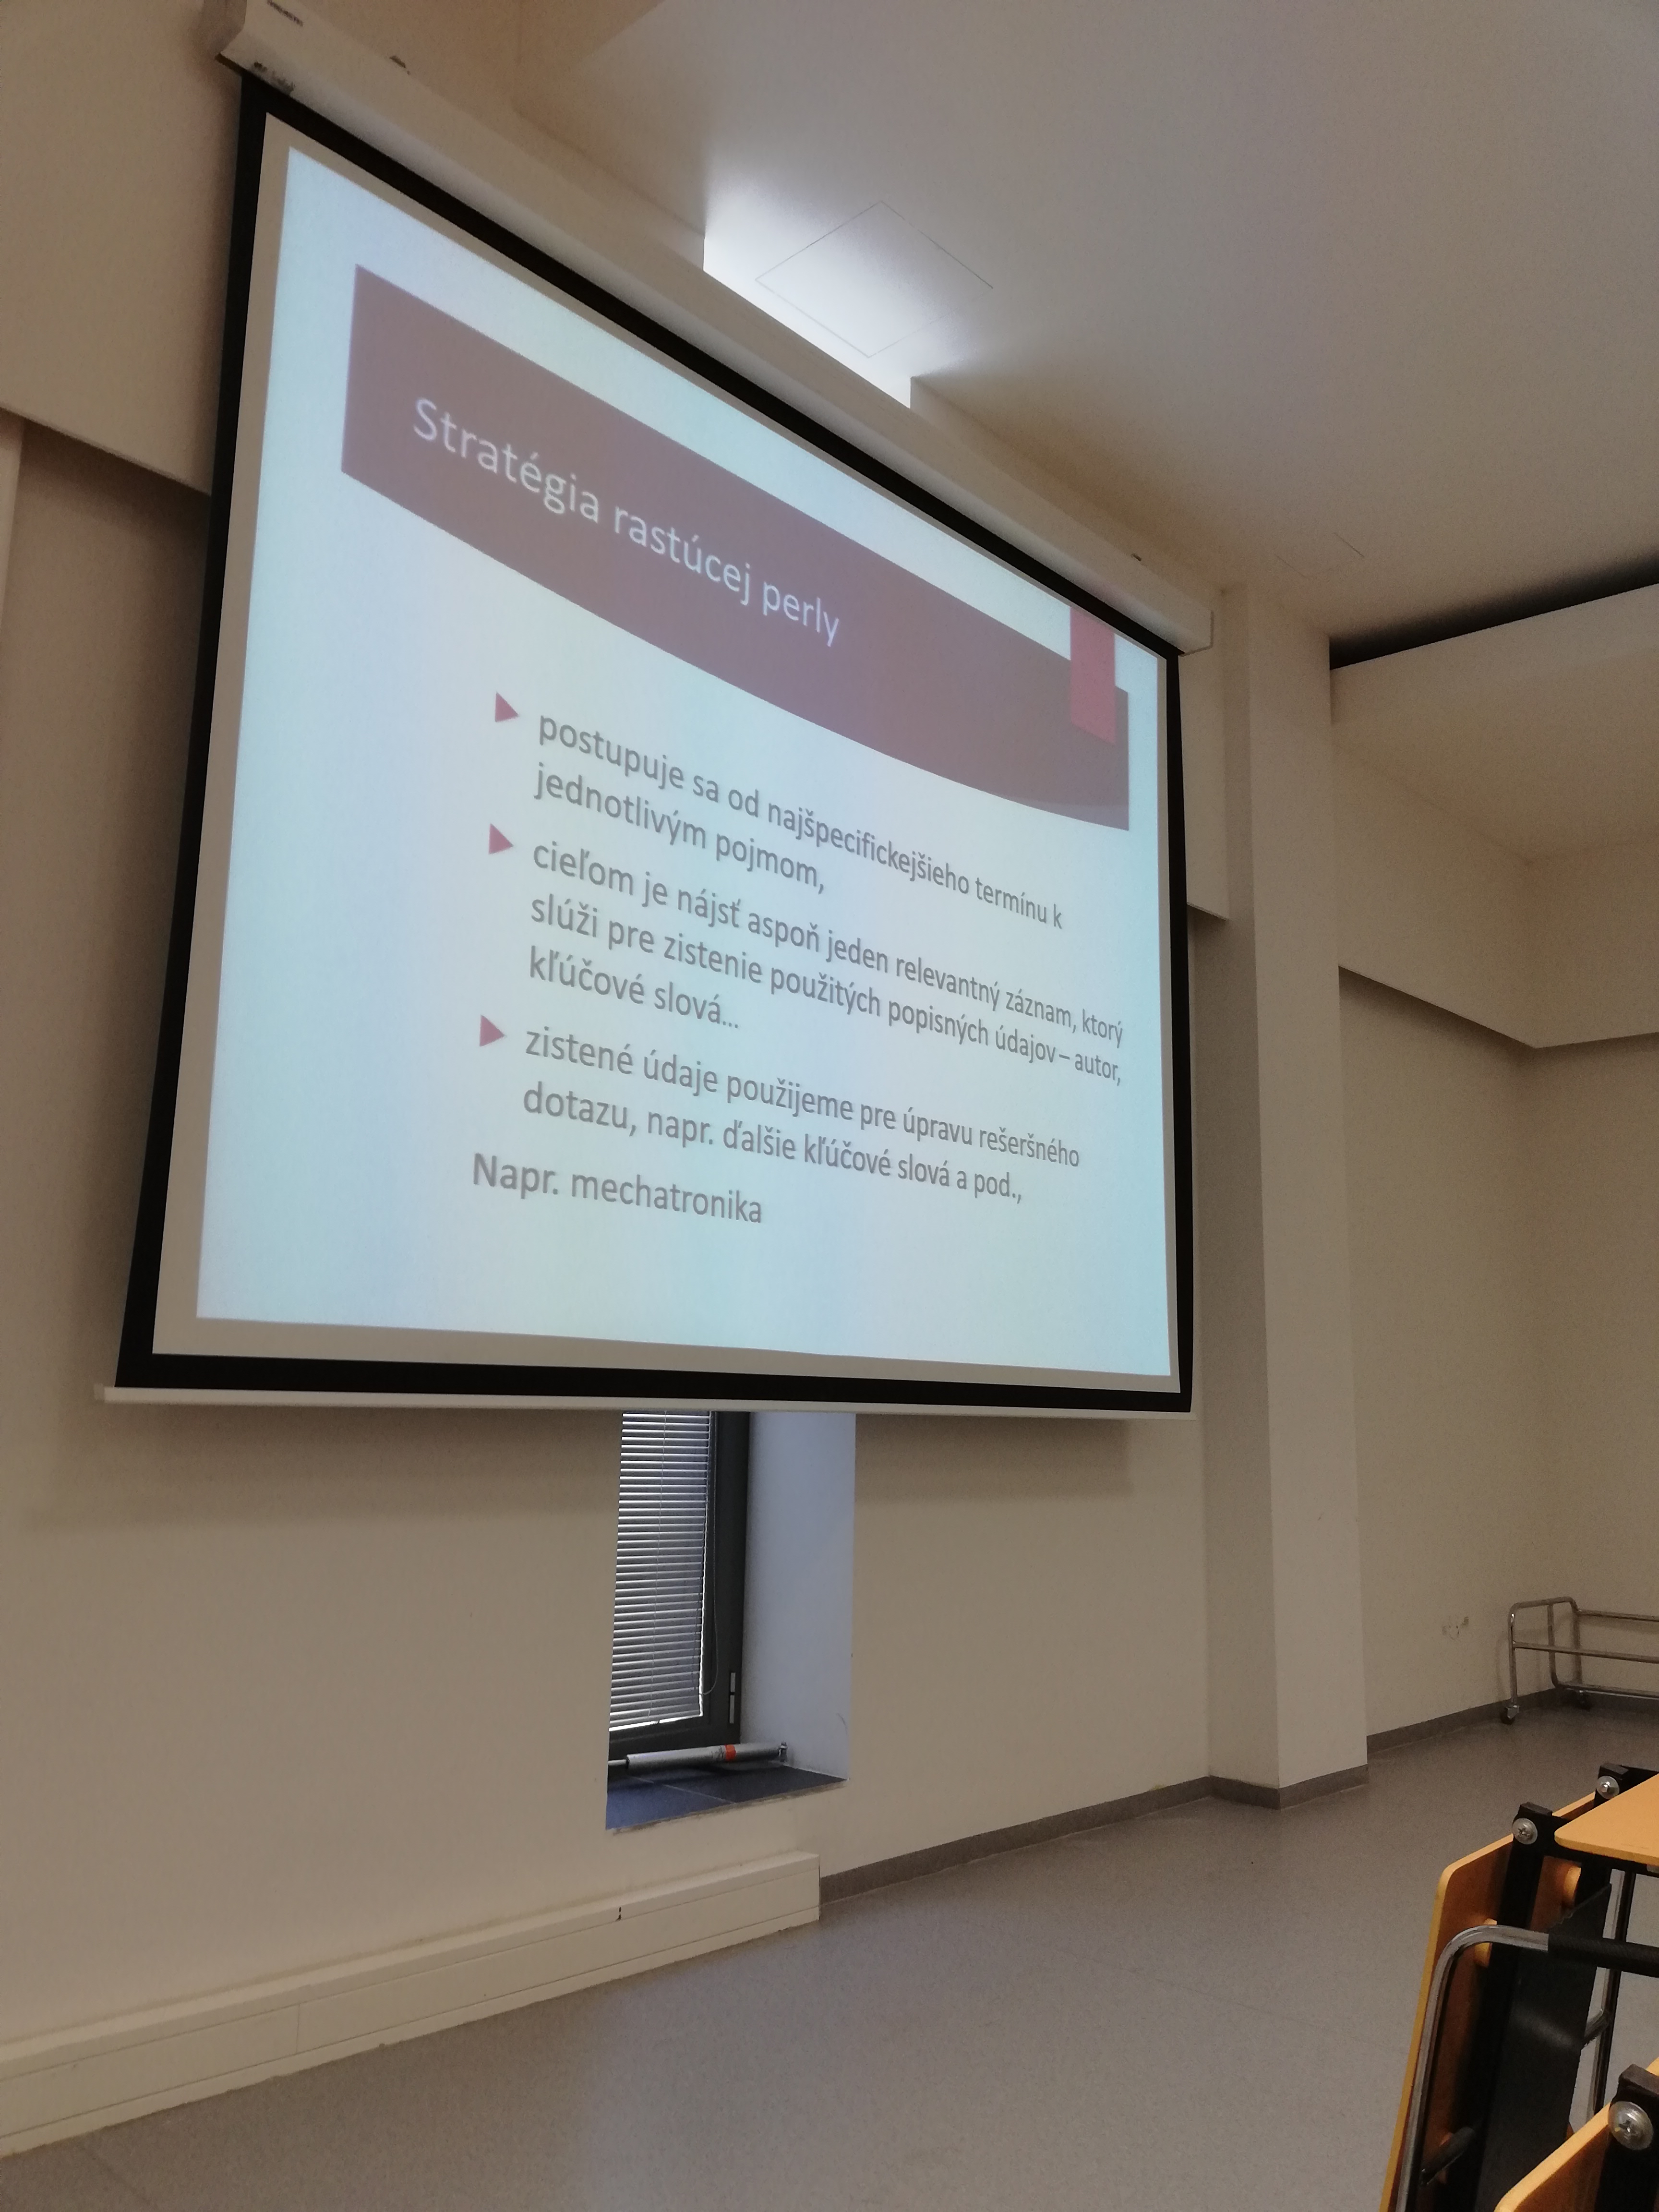 Stratégia rastúcej perly
postupuje sa od najšpecifickejšieho termínu k
jednotlivým pojmom,
cieľom je nájsť aspoň jeden relevantný záznam, ktorý
slúži pre zistenie použitých popisných údajov – autor,
kľúčové slová...
zistené údaje použijeme pre úpravu rešeršného
dotazu, napr. ďalšie kľúčové slová a pod.,
Napr. mechatronika